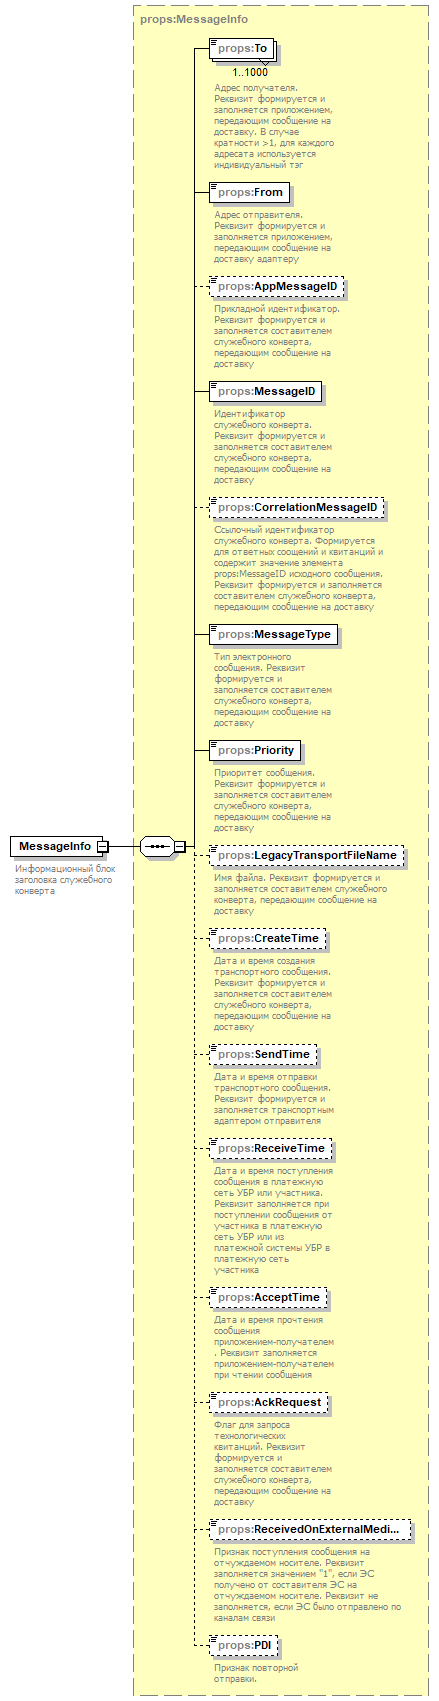 props:MessageInfo
props:To
1..1000
Адрес получателя.
Реквизит формируется и
заполняется приложением,
передающим сообщение на
доставку. В случае
кратности >1, для каждого
адресата используется
индивидуальный тэг
props:From
Адрес отправителя.
Реквизит формируется и
заполняется приложением,
передающим сообщение на
доставку адаптеру
props:AppMessageID
Прикладной идентификатор.
Реквизит формируется и
заполняется составителем
служебного конверта,
передающим сообщение на
доставку
props:MessageID
Идентификатор
служебного конверта.
Реквизит формируется и
заполняется составителем
служебного конверта,
передающим сообщение на
доставку
props:CorrelationMessageID
Ссылочный идентификатор
служебного конверта. Формируется
для ответных соощений и квитанций и
содержит значение элемента
props:MessageID исходного сообщения.
Реквизит формируется и заполняется
составителем служебного конверта,
передающим сообщение на доставку
props:MessageType
Тип электронного
сообщения. Реквизит
формируется и
заполняется составителем
служебного конверта,
передающим сообщение на
доставку
props:Priority
Приоритет сообщения.
Реквизит формируется и
заполняется составителем
служебного конверта,
передающим сообщение на
доставку
MessageInfo
Информационный блок
заголовка служебного
конверта
props:LegacyTransportFileName
Имя файла. Реквизит формируется и
заполняется составителем служебного
конверта, передающим сообщение на
доставку
props:CreateTime
Дата и время создания
транспортного сообщения.
Реквизит формируется и
заполняется составителем
служебного конверта,
передающим сообщение на
доставку
props:SendTime
Дата и время отправки
транспортного сообщения.
Реквизит формируется и
заполняется транспортным
адаптером отправителя
props:ReceiveTime
Дата и время поступления
сообщения в платежную
сеть УБР или участника.
Реквизит заполняется при
поступлении сообщения от
участника в платежную
сеть УБР или из
платежной системы УБР в
платежную сеть
участника
props:AcceptTime
Дата и время прочтения
сообщения
приложением-получателем
. Реквизит заполняется
приложением-получателем
при чтении сообщения
props:AckRequest
Флаг для запроса
технологических
квитанций. Реквизит
формируется и
заполняется составителем
служебного конверта,
передающим сообщение на
доставку
props:ReceivedOnExternalMedi...
Признак поступления сообщения на
отчуждаемом носителе. Реквизит
заполняется значением "1", если ЭС
получено от составителя ЭС на
отчуждаемом носителе. Реквизит не
заполняется, если ЭС было отправлено по
каналам связи
props:PDI
Признак повторной
отправки.